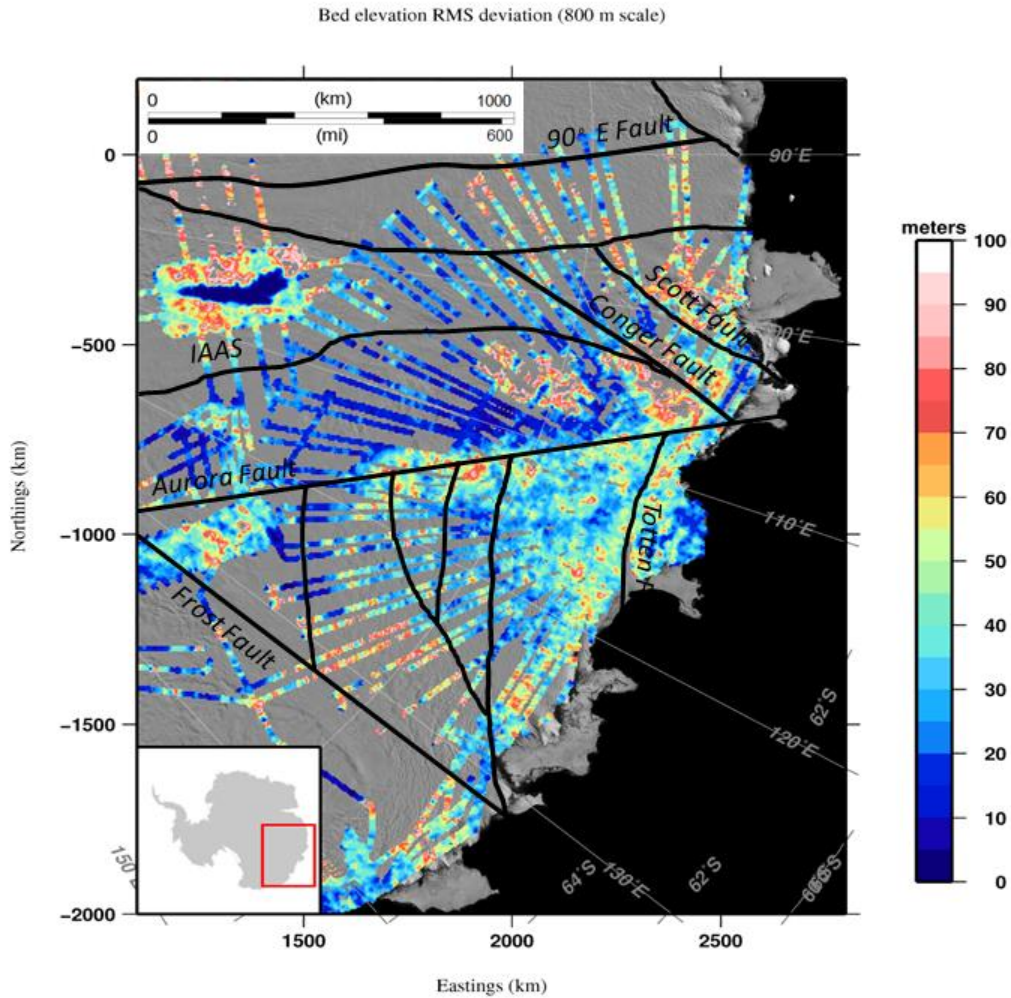 Bed elevation RMS deviation (800 m scale)
0 (km) 1000
0 (mi) 600
90° E Fault
90°E
0
meters
100
90
80
70
60
50
40
30
20
10
0
Scott Fault
Conger Fault
IAAS
-500
Aurora Fault
Totten F
110°E
-1000
Frost Fault
62°S
120°E
-1500
64°S
130°E
62°S
-2000
1500
2000
2500
Northings (km)
Eastings (km)